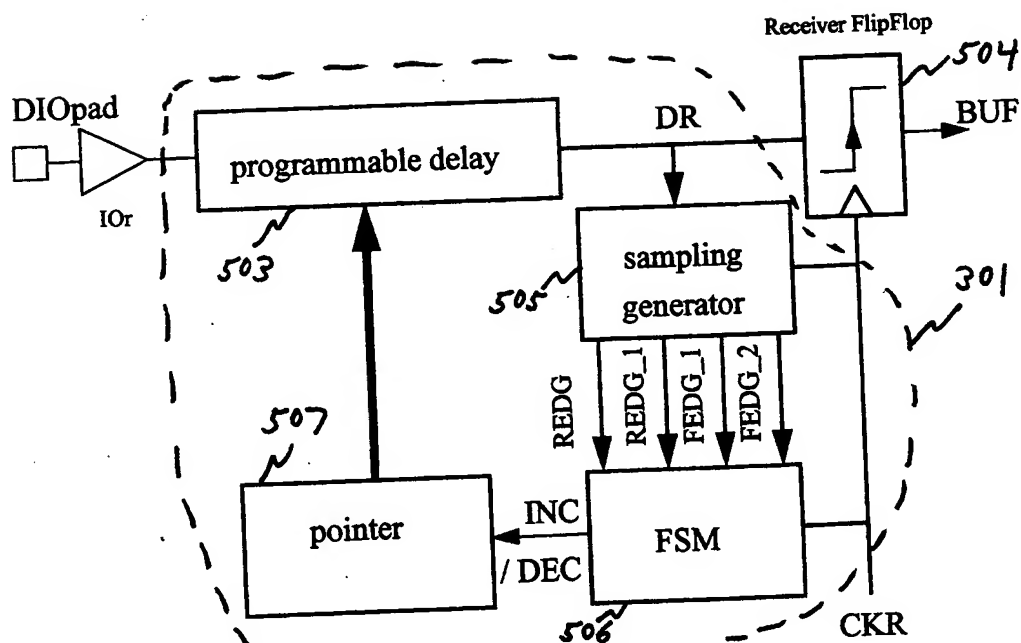 Receiver FlipFlop
504
DIOpad
DR
BUF
programmable delay
IOr
503
sampling
generator
505
301
REDG
REDG_1
FEDG_1
FEDG_2
507
pointer
INC
/ DEC
FSM
506
CKR